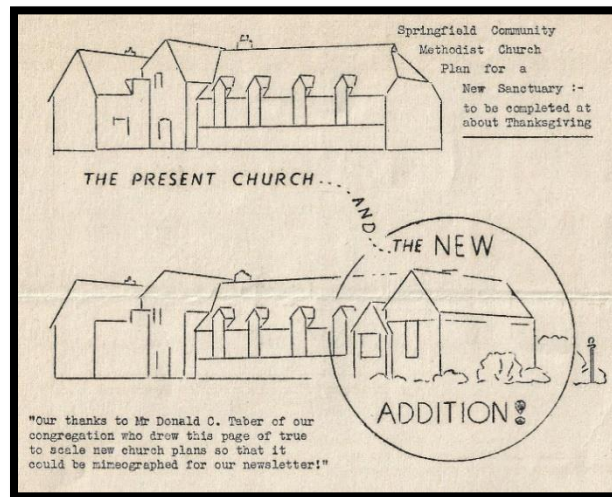 Springfield Community
Methodist Church
Plan for a
New Sanctuary :-
to be completed at
about Thanksgiving
THE PRESENT CHURCH....
AND
THE NEW
ADDITION!
"Our thanks to Mr Donald C. Taber of our
congregation who drew this page of true
to scale new church plans so that it
could be mimeographed for our newsletter!"